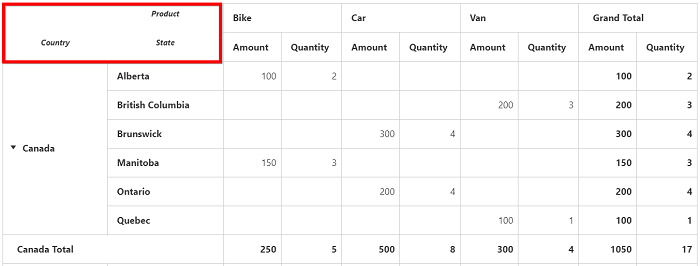 Product Bike Car Van Grand Total
Country State Amount Quantity Amount Quantity Amount Quantity Amount Quantity
Alberta 100 2 100 2
British Columbia 200 3 200 3
Brunswick 300 4 300 4
Canada
Manitoba 150 3 150 3
Ontario 200 4 200 4
Quebec 100 1 100 1
Canada Total 250 5 500 8 300 4 1050 17